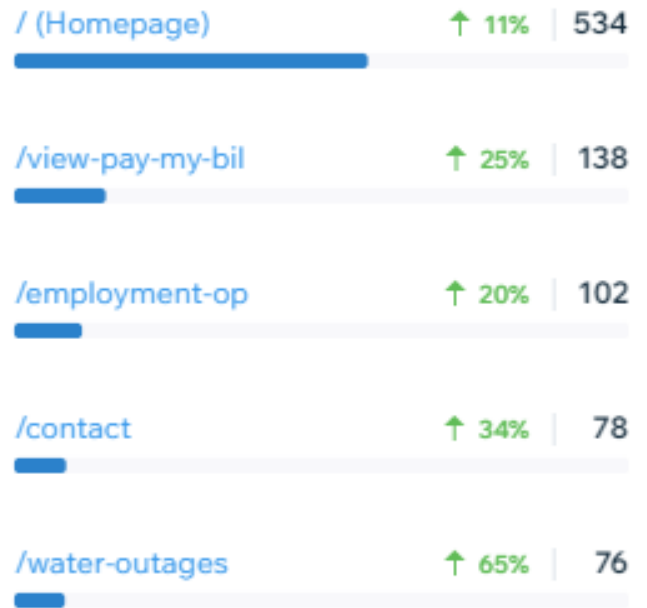 / (Homepage) ↑ 11% 534
/view-pay-my-bil ↑ 25% 138
/employment-op ↑ 20% 102
/contact ↑ 34% 78
/water-outages ↑ 65% 76